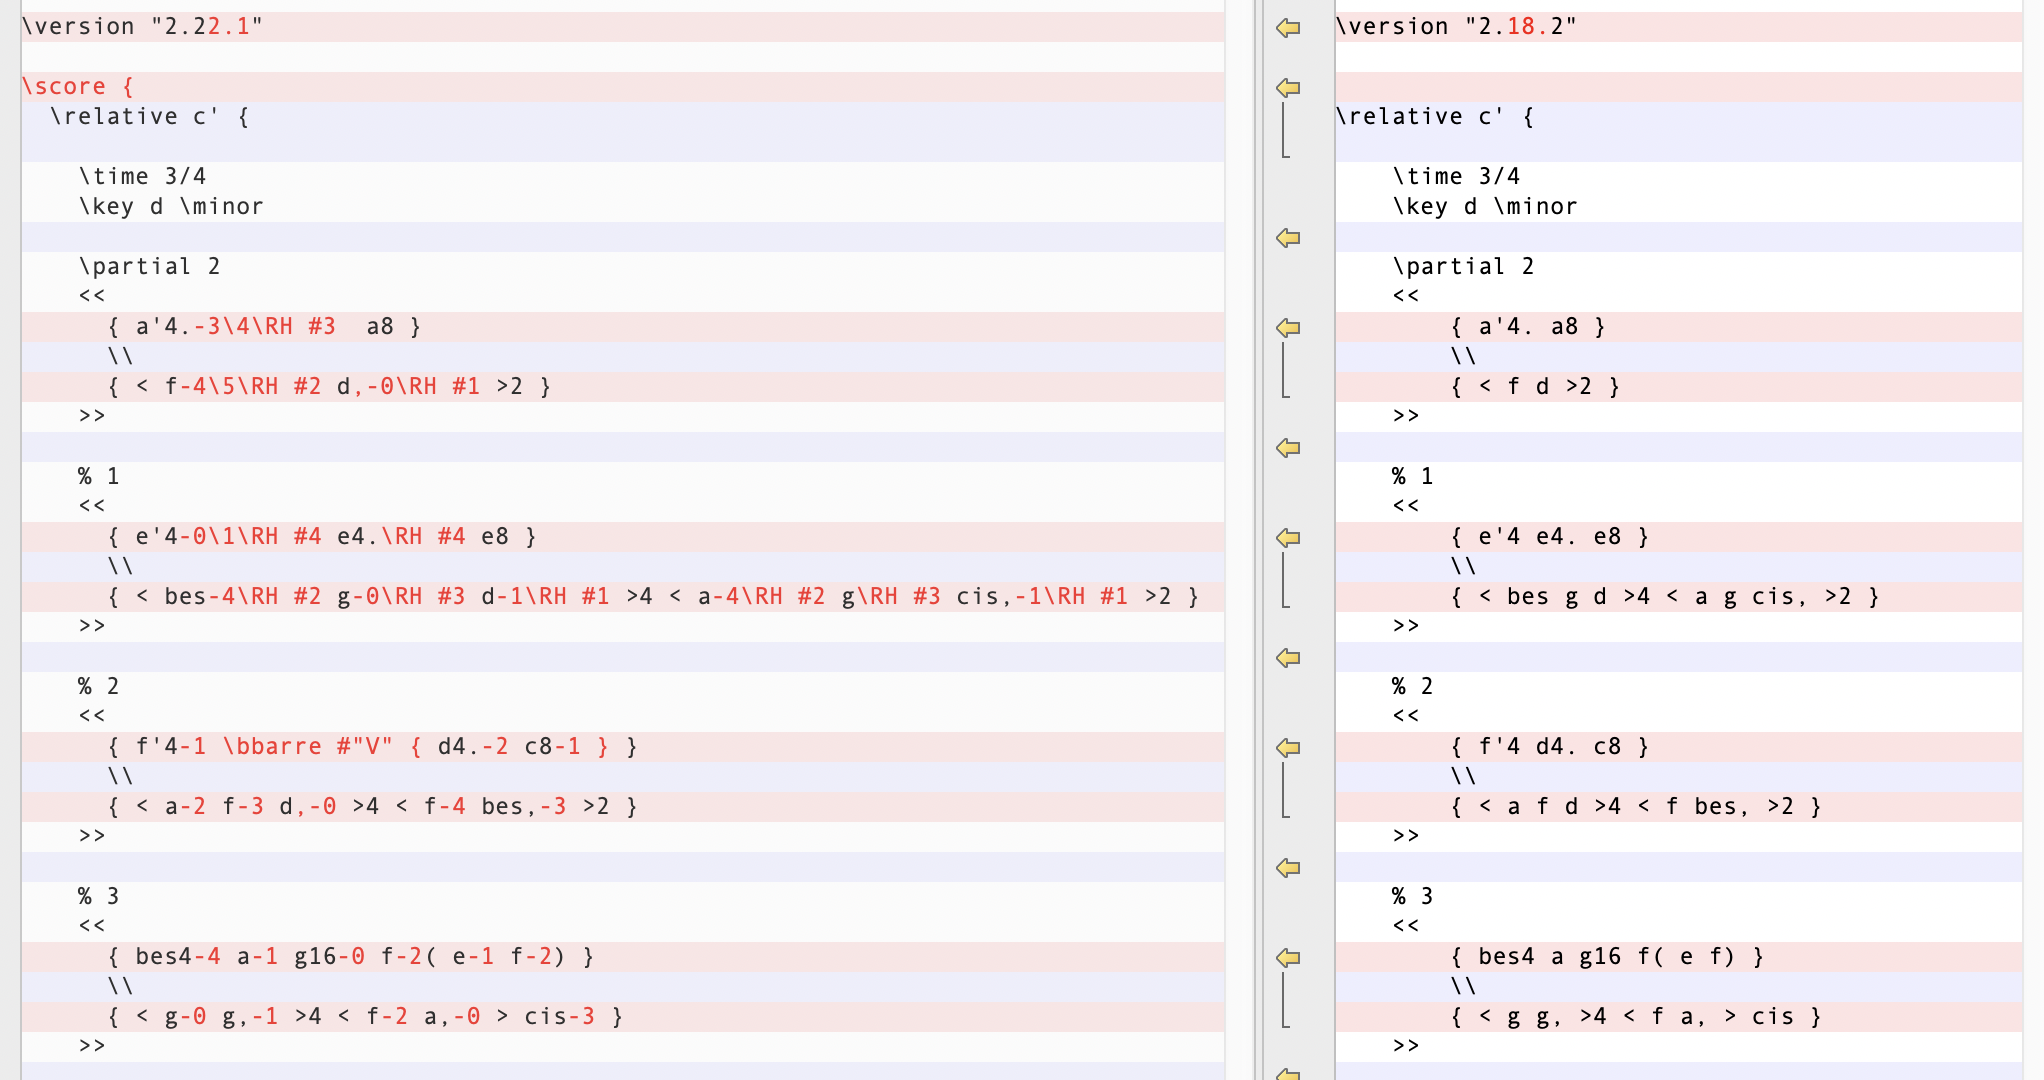 \version "2.22.1"
\score {
  \relative c' {
    \time 3/4
    \key d \minor
    \partial 2
    <<
      { a'4.-3\4\RH #3  a8 }
      \\
      { < f-4\5\RH #2 d,-0\RH #1 >2 }
    >>
    % 1
    <<
      { e'4-0\1\RH #4 e4.\RH #4 e8 }
      \\
      { < bes-4\RH #2 g-0\RH #3 d-1\RH #1 >4 < a-4\RH #2 g\RH #3 cis,-1\RH #1 >2 }
    >>
    % 2
    <<
      { f'4-1 \bbarre #"V" { d4.-2 c8-1 } }
      \\
      { < a-2 f-3 d,-0 >4 < f-4 bes,-3 >2 }
    >>
    % 3
    <<
      { bes4-4 a-1 g16-0 f-2( e-1 f-2) }
      \\
      { < g-0 g,-1 >4 < f-2 a,-0 > cis-3 }
    >>
\version "2.18.2"
\relative c' {
    \time 3/4
    \key d \minor
    \partial 2
    <<
        { a'4. a8 }
        \\
        { < f d >2 }
    >>
    % 1
    <<
        { e'4 e4. e8 }
        \\
        { < bes g d >4 < a g cis, >2 }
    >>
    % 2
    <<
        { f'4 d4. c8 }
        \\
        { < a f d >4 < f bes, >2 }
    >>
    % 3
    <<
        { bes4 a g16 f( e f) }
        \\
        { < g g, >4 < f a, > cis }
    >>